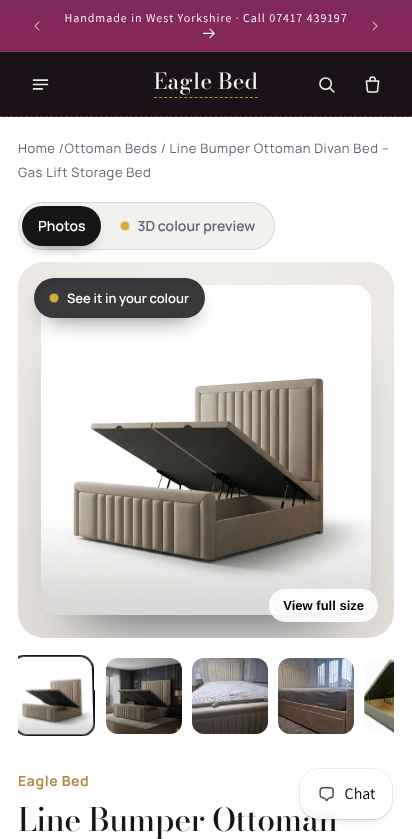 Handmade in West Yorkshire · Call 07417 439197
→
Eagle Bed
Home /Ottoman Beds / Line Bumper Ottoman Divan Bed –
Gas Lift Storage Bed
Photos
3D colour preview
See it in your colour
View full size
Eagle Bed
Chat
Line Bumper Ottoman